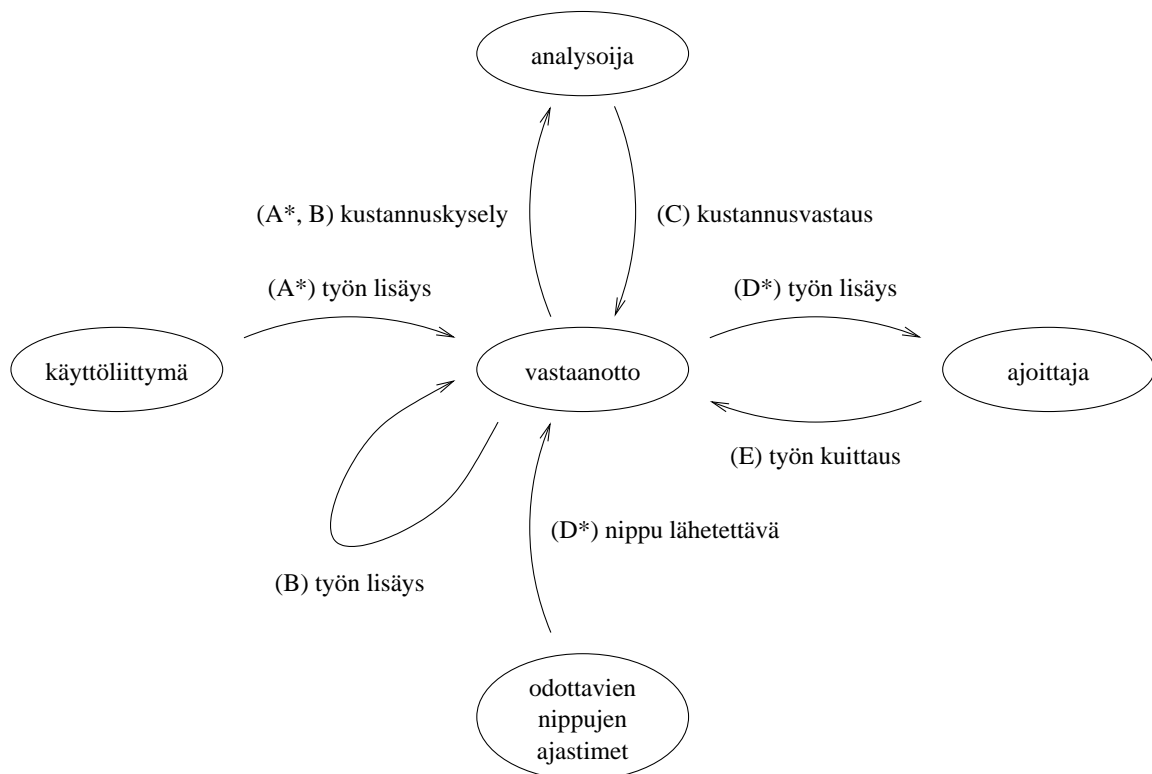 analysoija
(A*, B) kustannuskysely
(C) kustannusvastaus
(A*) työn lisäys
(D*) työn lisäys
käyttöliittymä
vastaanotto
ajoittaja
(E) työn kuittaus
(D*) nippu lähetettävä
(B) työn lisäys
odottavien
nippujen
ajastimet